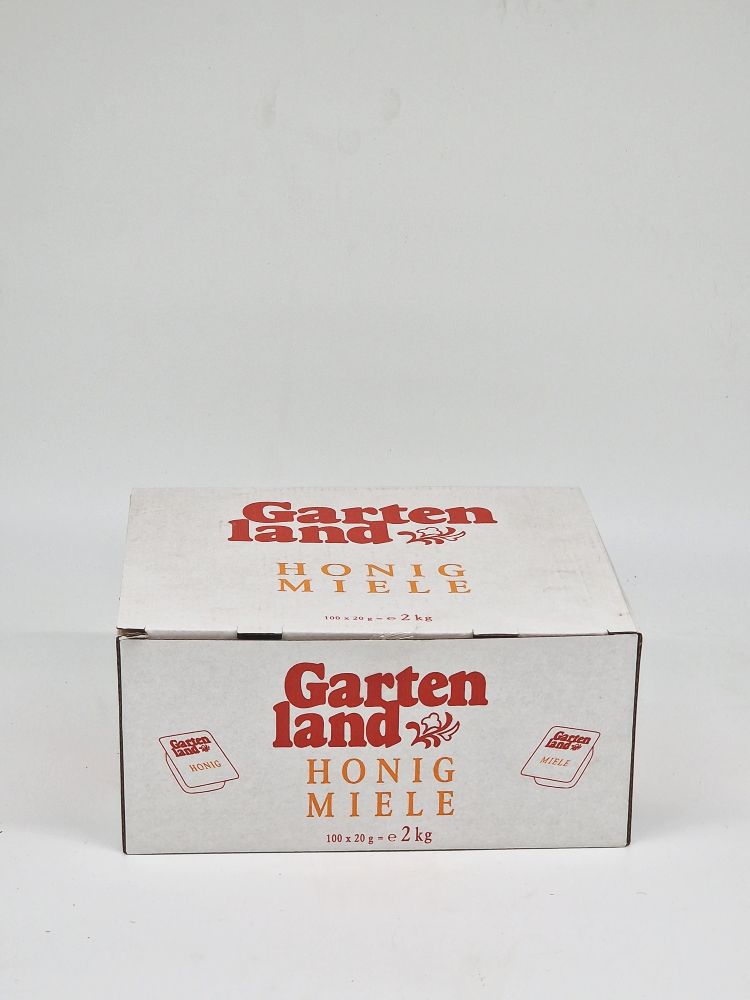 Garten
land
HONIG
MIELE
100 x 20 g = ℮ 2 kg
Garten
land
HONIG
MIELE
100 x 20 g = ℮ 2 kg
Garten
land
HONIG
Garten
land
MIELE